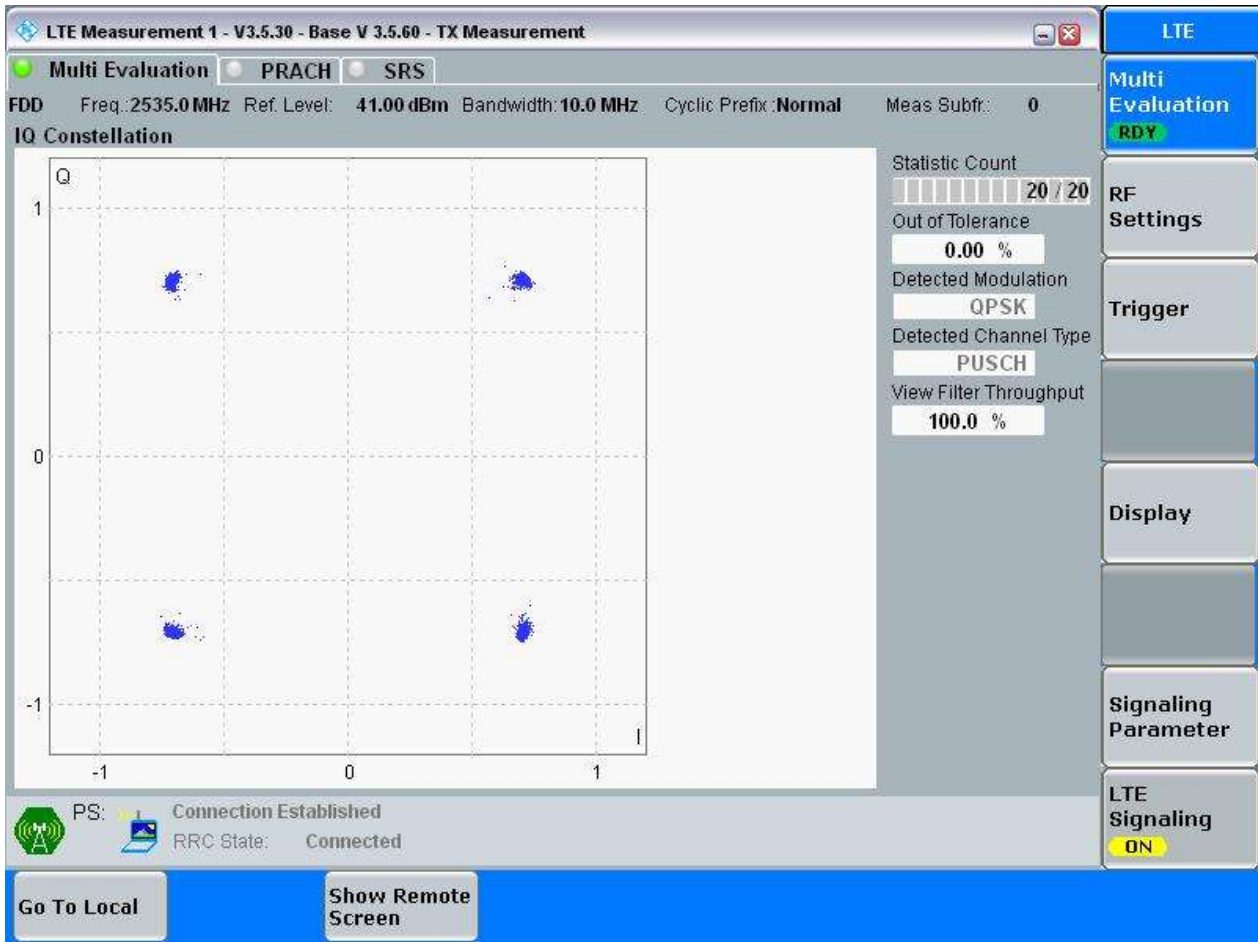 LTE Measurement 1 - V3.5.30 - Base V 3.5.60 - TX Measurement
LTE
Multi Evaluation PRACH SRS
FDD Freq.:2535.0 MHz Ref. Level: 41.00 dBm Bandwidth: 10.0 MHz Cyclic Prefix :Normal Meas Subfr.: 0
IQ Constellation
Q
1
0
-1
-1 0 1
I
Statistic Count
20 / 20
Out of Tolerance
0.00 %
Detected Modulation
QPSK
Detected Channel Type
PUSCH
View Filter Throughput
100.0 %
Multi
Evaluation
RDY
RF
Settings
Trigger
Display
Signaling
Parameter
LTE
Signaling
ON
PS: Connection Established
RRC State: Connected
Go To Local
Show Remote
Screen